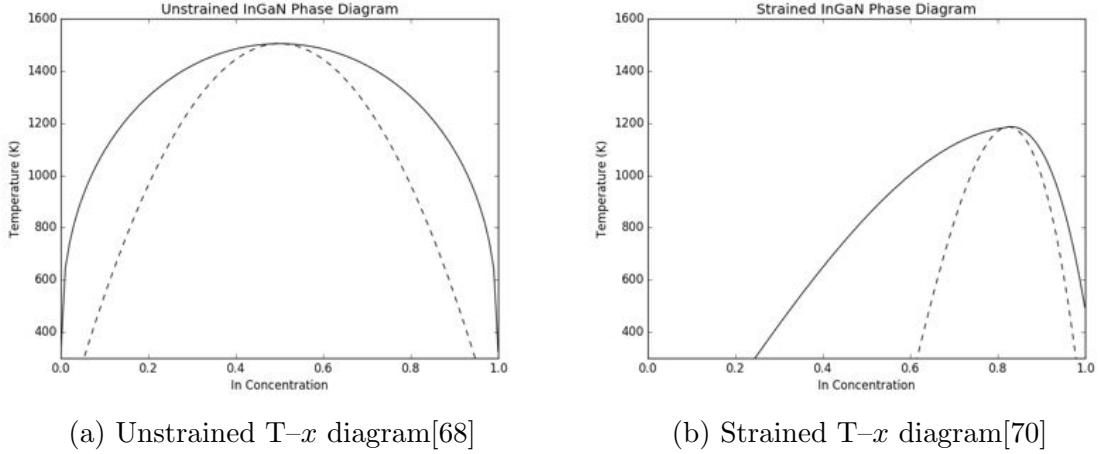 Unstrained InGaN Phase Diagram
1600
1400
1200
1000
800
600
400
Temperature (K)
0.0 0.2 0.4 0.6 0.8 1.0
In Concentration
(a) Unstrained T–x diagram[68]
Strained InGaN Phase Diagram
1600
1400
1200
1000
800
600
400
Temperature (K)
0.0 0.2 0.4 0.6 0.8 1.0
In Concentration
(b) Strained T–x diagram[70]